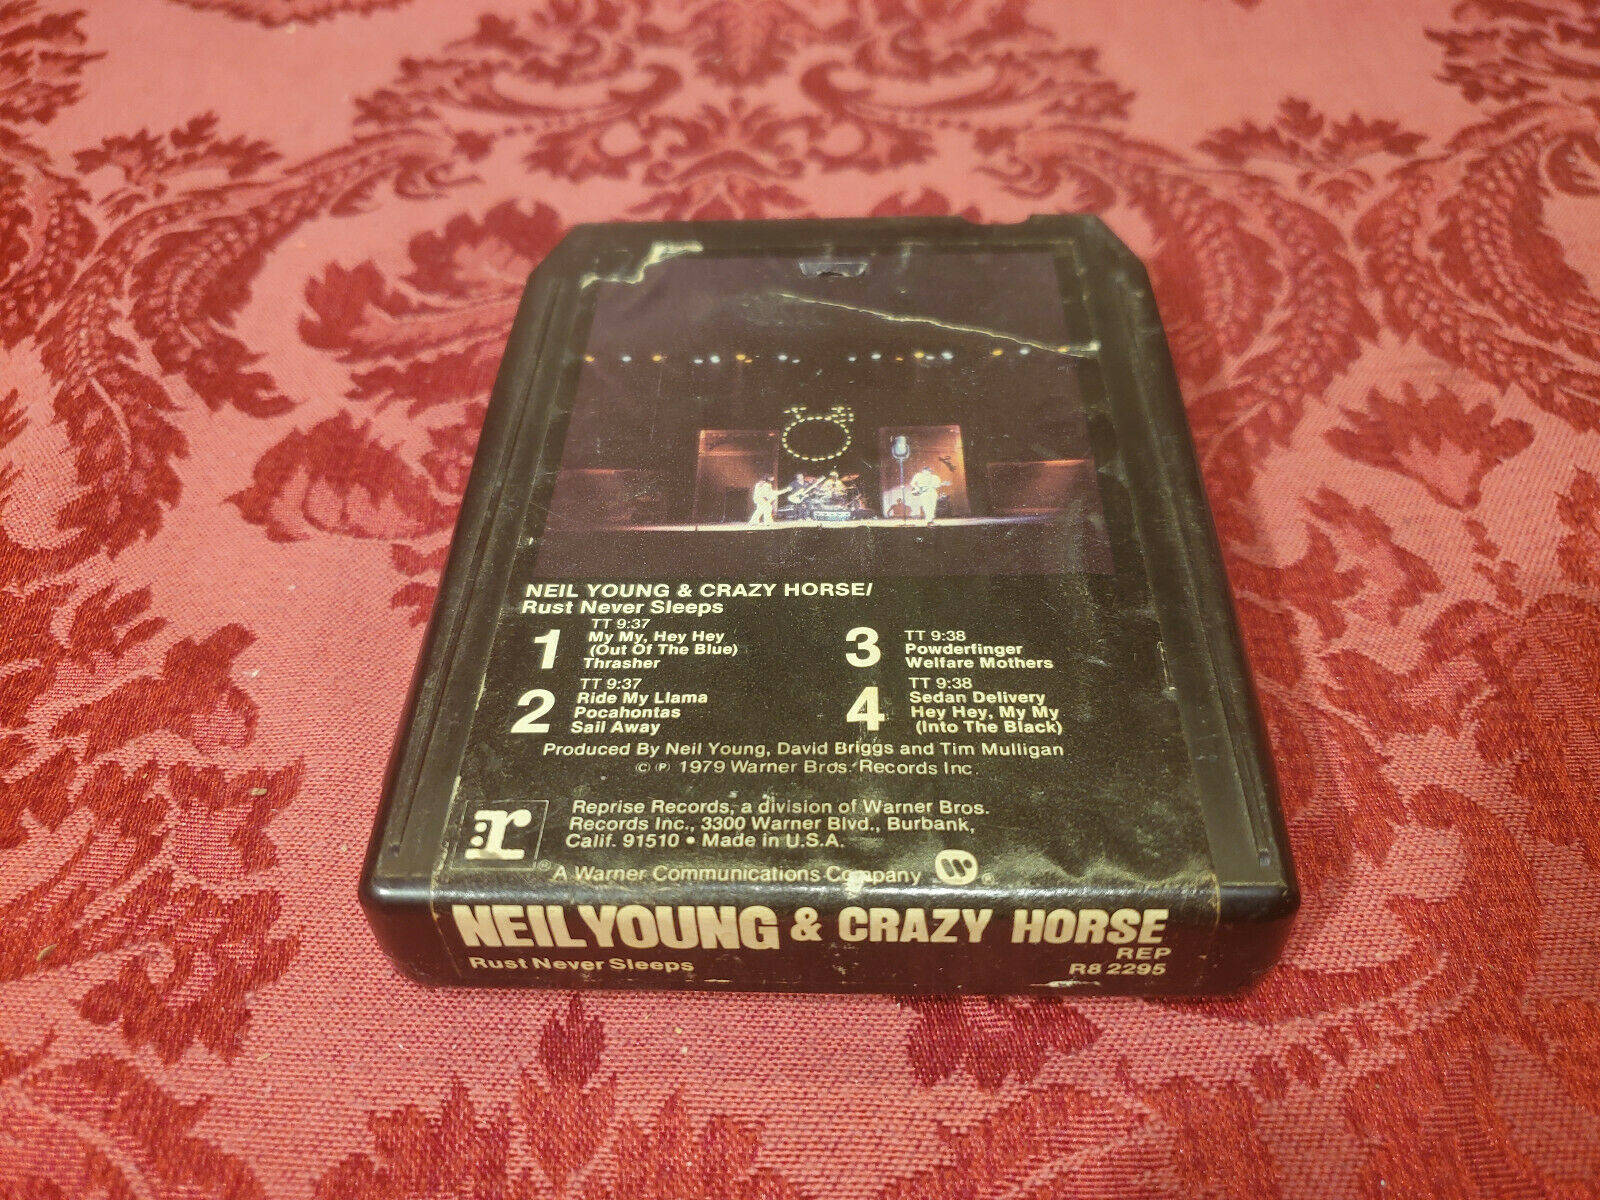 NEIL YOUNG & CRAZY HORSE/
Rust Never Sleeps
1
TT 9:37
My My, Hey Hey
(Out Of The Blue)
Thrasher
2
TT 9:37
Ride My Llama
Pocahontas
Sail Away
3
TT 9:38
Powderfinger
Welfare Mothers
4
TT 9:38
Sedan Delivery
Hey Hey, My My
(Into The Black)
Produced By Neil Young, David Briggs and Tim Mulligan
© ℗ 1979 Warner Bros. Records Inc.
r ®
Reprise Records, a division of Warner Bros.
Records Inc., 3300 Warner Blvd., Burbank,
Calif. 91510 • Made in U.S.A.
A Warner Communications Company ®
NEIL YOUNG & CRAZY HORSE
Rust Never Sleeps
REP
R8 2295